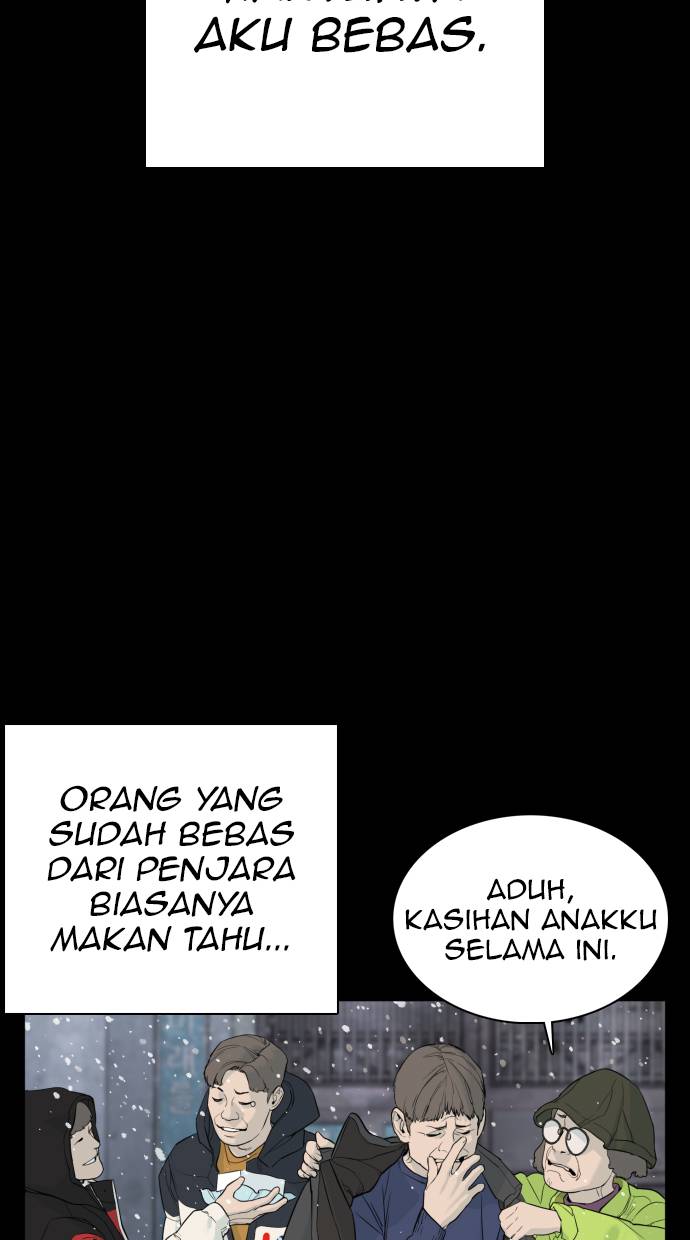 AKU BEBAS.
ORANG YANG
SUDAH BEBAS
DARI PENJARA
BIASANYA
MAKAN TAHU...
ADUH,
KASIHAN ANAKKU
SELAMA INI.